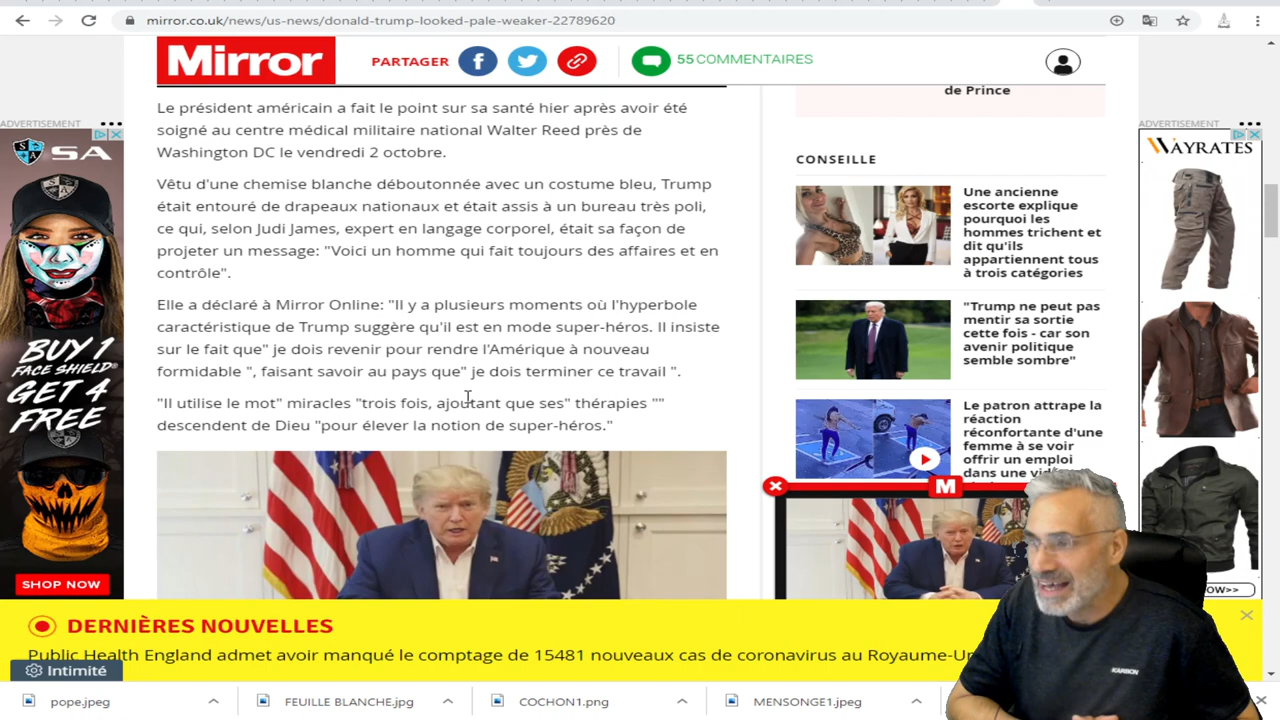 mirror.co.uk/news/us-news/donald-trump-looked-pale-weaker-22789620
Mirror
PARTAGER
55 COMMENTAIRES
ADVERTISEMENT
SA
BUY 1
FACE SHIELD
GET 4
FREE
SHOP NOW
Le président américain a fait le point sur sa santé hier après avoir été
soigné au centre médical militaire national Walter Reed près de
Washington DC le vendredi 2 octobre.
Vêtu d'une chemise blanche déboutonnée avec un costume bleu, Trump
était entouré de drapeaux nationaux et était assis à un bureau très poli,
ce qui, selon Judi James, expert en langage corporel, était sa façon de
projeter un message: "Voici un homme qui fait toujours des affaires et en
contrôle".
Elle a déclaré à Mirror Online: "Il y a plusieurs moments où l'hyperbole
caractéristique de Trump suggère qu'il est en mode super-héros. Il insiste
sur le fait que" je dois revenir pour rendre l'Amérique à nouveau
formidable ", faisant savoir au pays que" je dois terminer ce travail ".
"Il utilise le mot" miracles "trois fois, ajoutant que ses" thérapies ""
descendent de Dieu "pour élever la notion de super-héros."
de Prince
CONSEILLE
Une ancienne
escorte explique
pourquoi les
hommes trichent et
dit qu'ils
appartiennent tous
à trois catégories
"Trump ne peut pas
mentir sa sortie
cette fois - car son
avenir politique
semble sombre"
Le patron attrape la
réaction
réconfortante d'une
femme à se voir
offrir un emploi
dans une
M
ADVERTISEMENT
WAYRATES
OW>>
DERNIÈRES NOUVELLES
Public Health England admet avoir manqué le comptage de 15481 nouveaux cas de coronavirus au
Intimité
KARBON
pope.jpeg
FEUILLE BLANCHE.jpg
COCHON1.png
MENSONGE1.jpeg